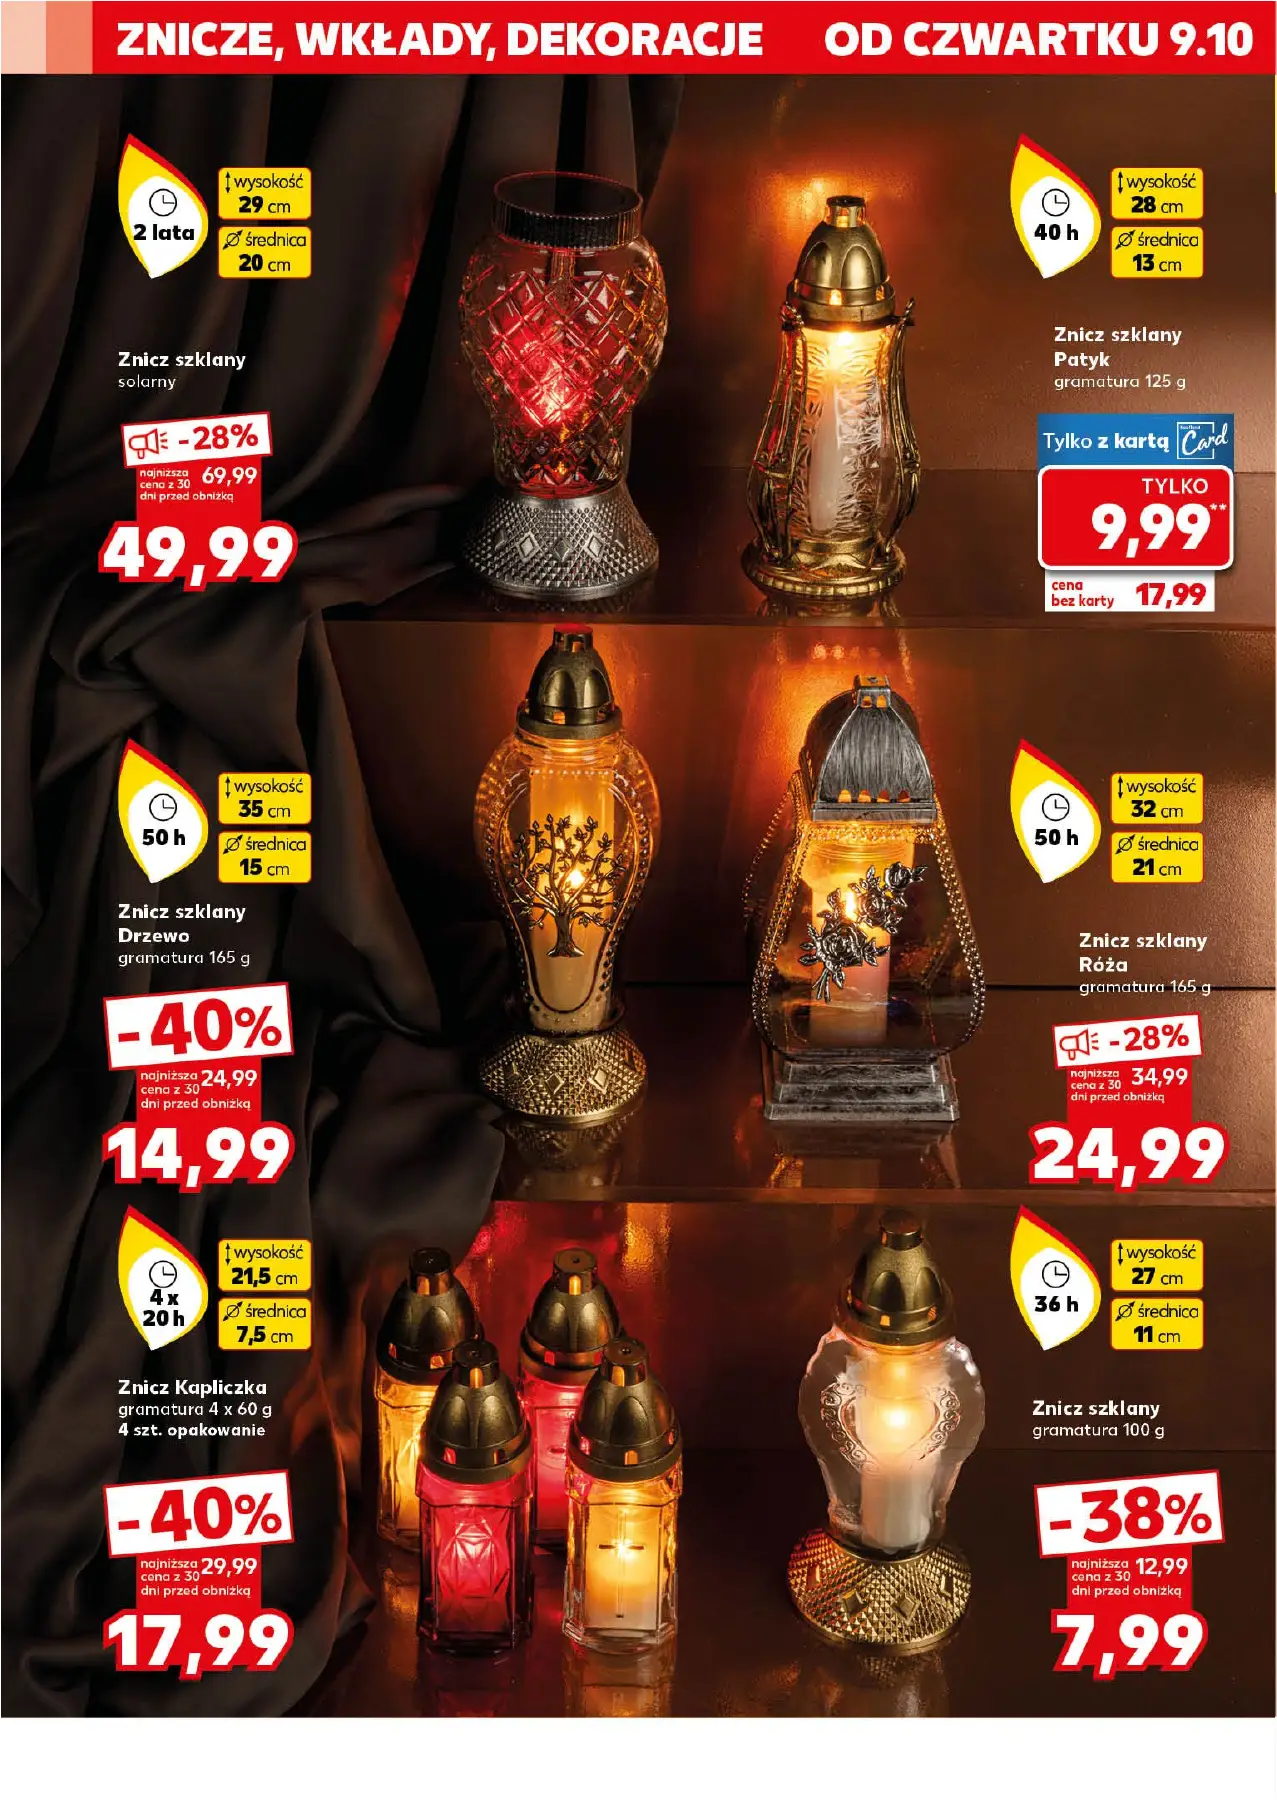 ZNICZE, WKŁADY, DEKORACJE OD CZWARTKU 9.10
2 lata
wysokość
29 cm
średnica
20 cm
Znicz szklany
solarny
-28%
najniższa
cena z 30
dni przed obniżką
69,99
49,99
40 h
wysokość
28 cm
średnica
13 cm
Znicz szklany
Patyk
gramatura 125 g
Tylko z kartą
Kaufland
Card
TYLKO
9,99**
cena
bez karty
17,99
50 h
wysokość
35 cm
średnica
15 cm
Znicz szklany
Drzewo
gramatura 165 g
-40%
najniższa
cena z 30
dni przed obniżką
24,99
14,99
50 h
wysokość
32 cm
średnica
21 cm
Znicz szklany
Róża
gramatura 165 g
-28%
najniższa
cena z 30
dni przed obniżką
34,99
24,99
4 x
20 h
wysokość
21,5 cm
średnica
7,5 cm
Znicz Kapliczka
gramatura 4 x 60 g
4 szt. opakowanie
-40%
najniższa
cena z 30
dni przed obniżką
29,99
17,99
36 h
wysokość
27 cm
średnica
11 cm
Znicz szklany
gramatura 100 g
-38%
najniższa
cena z 30
dni przed obniżką
12,99
7,99